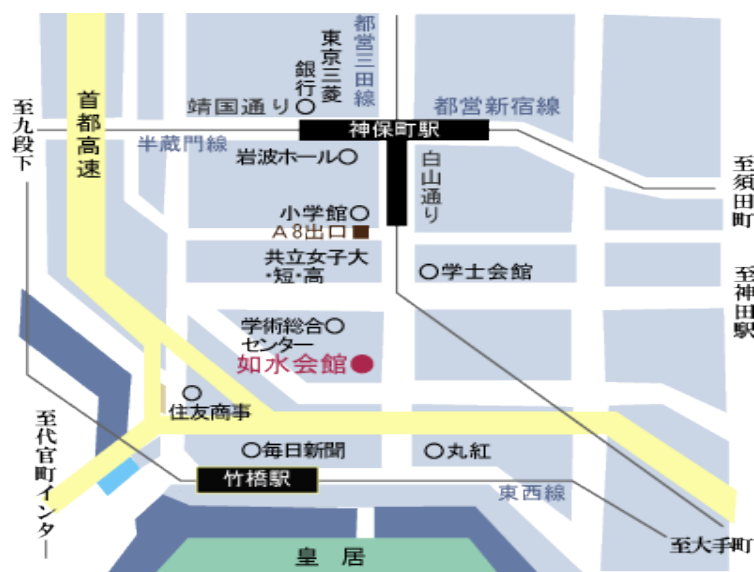 首都高速
東京三菱
銀行
都営三田線
靖国通り
都営新宿線
至九段下
半蔵門線
神保町駅
岩波ホール
白山通り
至須田町
小学館
A8出口
共立女子大
・短・高
学士会館
至神田駅
学術総合
センター
如水会館
住友商事
至代官町インター
毎日新聞
丸紅
竹橋駅
東西線
至大手町
皇居